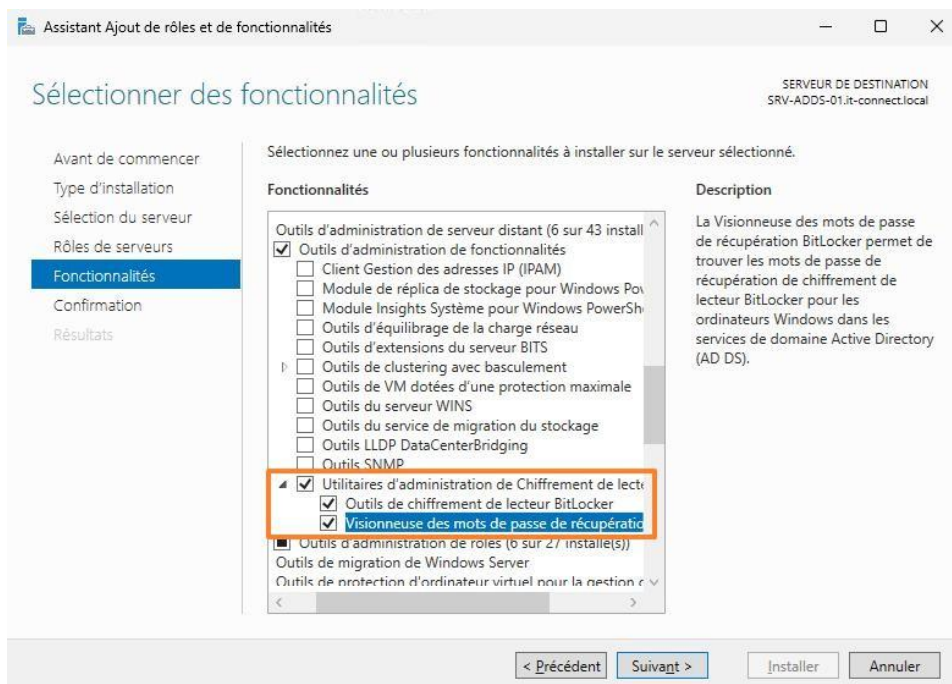 Assistant Ajout de rôles et de fonctionnalités
Sélectionner des fonctionnalités
SERVEUR DE DESTINATION
SRV-ADDS-01.it-connect.local
Avant de commencer
Type d'installation
Sélection du serveur
Rôles de serveurs
Fonctionnalités
Confirmation
Résultats
Sélectionnez une ou plusieurs fonctionnalités à installer sur le serveur sélectionné.
Fonctionnalités
Outils d'administration de serveur distant (6 sur 43 install
Outils d'administration de fonctionnalités
Client Gestion des adresses IP (IPAM)
Module de réplica de stockage pour Windows Pov
Module Insights Système pour Windows PowerSh
Outils d'équilibrage de la charge réseau
Outils d'extensions du serveur BITS
Outils de clustering avec basculement
Outils de VM dotées d'une protection maximale
Outils du serveur WINS
Outils du service de migration du stockage
Outils LLDP DataCenterBridging
Outils SNMP
Utilitaires d'administration de Chiffrement de lecte
Outils de chiffrement de lecteur BitLocker
Visionneuse des mots de passe de récupératio
Outils d'administration de rôles (6 sur 27 installé(s))
Outils de migration de Windows Server
Outils de protection d'ordinateur virtuel pour la gestion c
Description
La Visionneuse des mots de passe
de récupération BitLocker permet de
trouver les mots de passe de
récupération de chiffrement de
lecteur BitLocker pour les
ordinateurs Windows dans les
services de domaine Active Directory
(AD DS).
< Précédent
Suivant >
Installer
Annuler